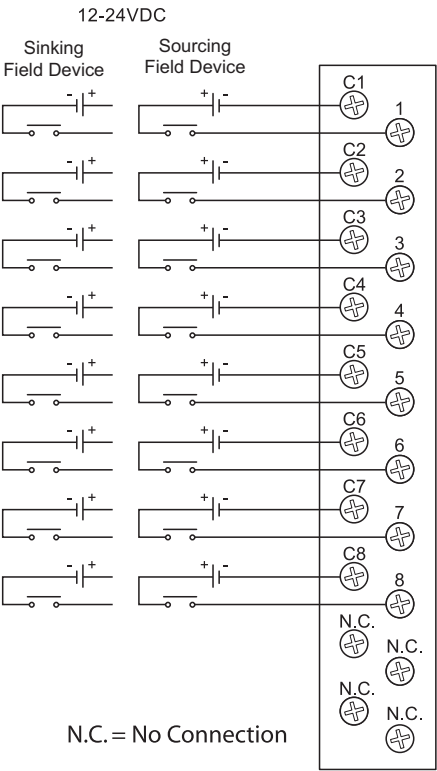 12-24VDC
Sinking
Field Device
Sourcing
Field Device
C1
1
- +
+ -
C2
2
- +
+ -
C3
3
- +
+ -
C4
4
- +
+ -
C5
5
- +
+ -
C6
6
- +
+ -
C7
7
- +
+ -
C8
8
- +
+ -
N.C.
N.C.
N.C.
N.C.
N.C. = No Connection